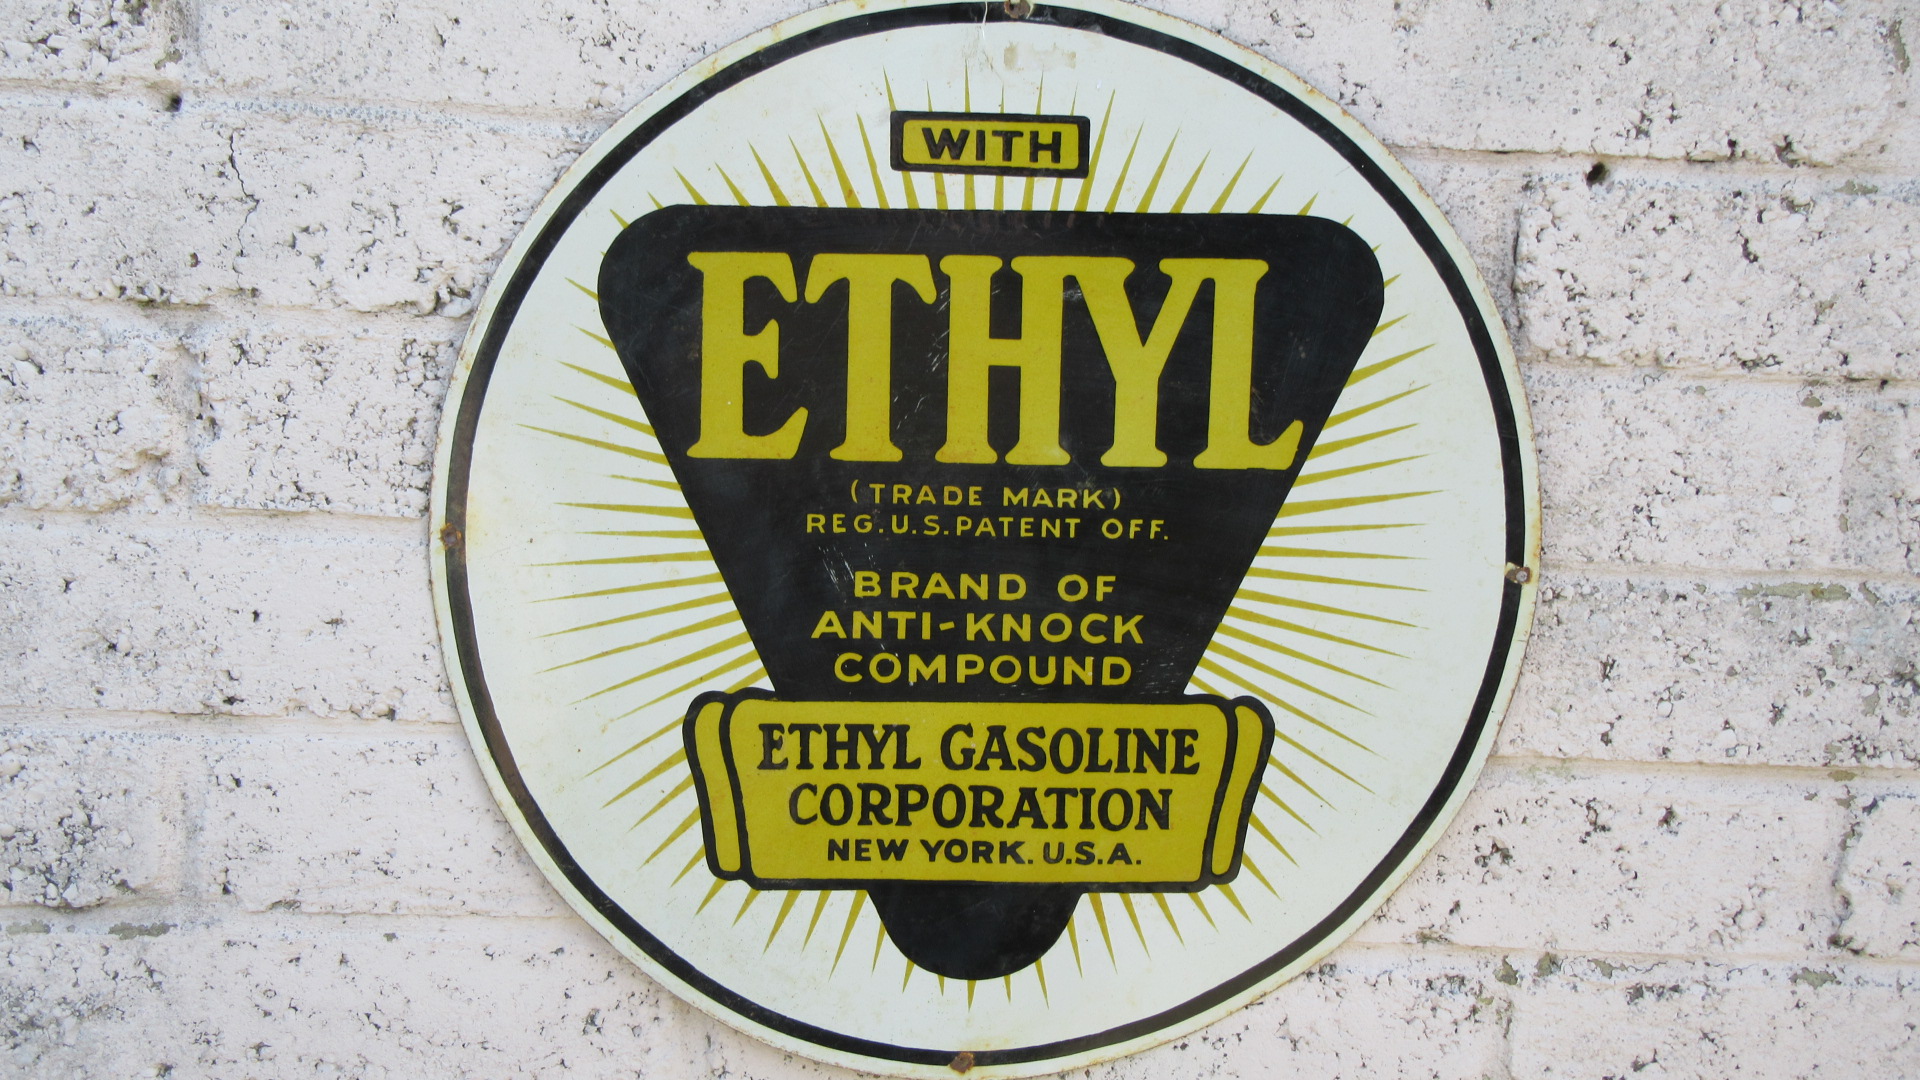 WITH
ETHYL
(TRADE MARK)
REG.U.S.PATENT OFF.
BRAND OF
ANTI-KNOCK
COMPOUND
ETHYL GASOLINE
CORPORATION
NEW YORK. U.S.A.